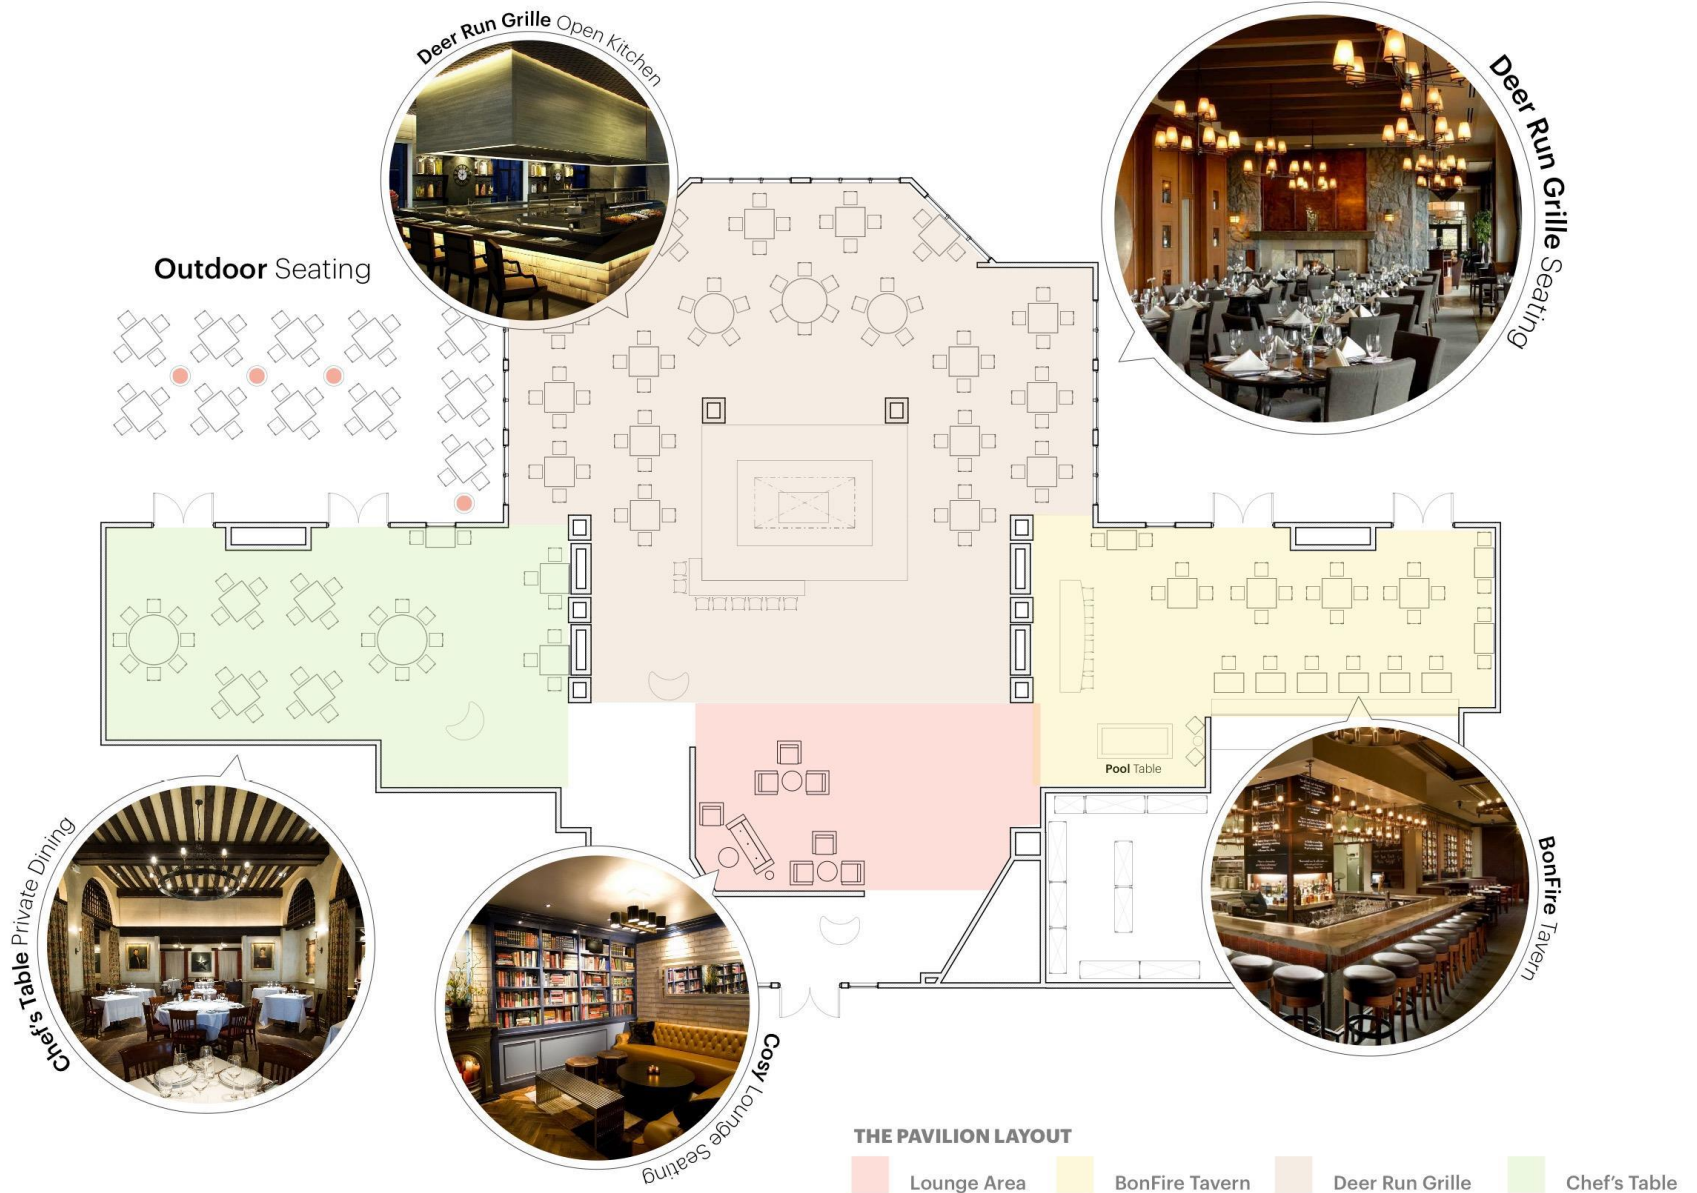 Deer Run Grille Open Kitchen
Deer Run Grille Seating
Outdoor Seating
Pool Table
Chef's Table Private Dining
Cosy Lounge Seating
BonFire Tavern
THE PAVILION LAYOUT
Lounge Area
BonFire Tavern
Deer Run Grille
Chef's Table